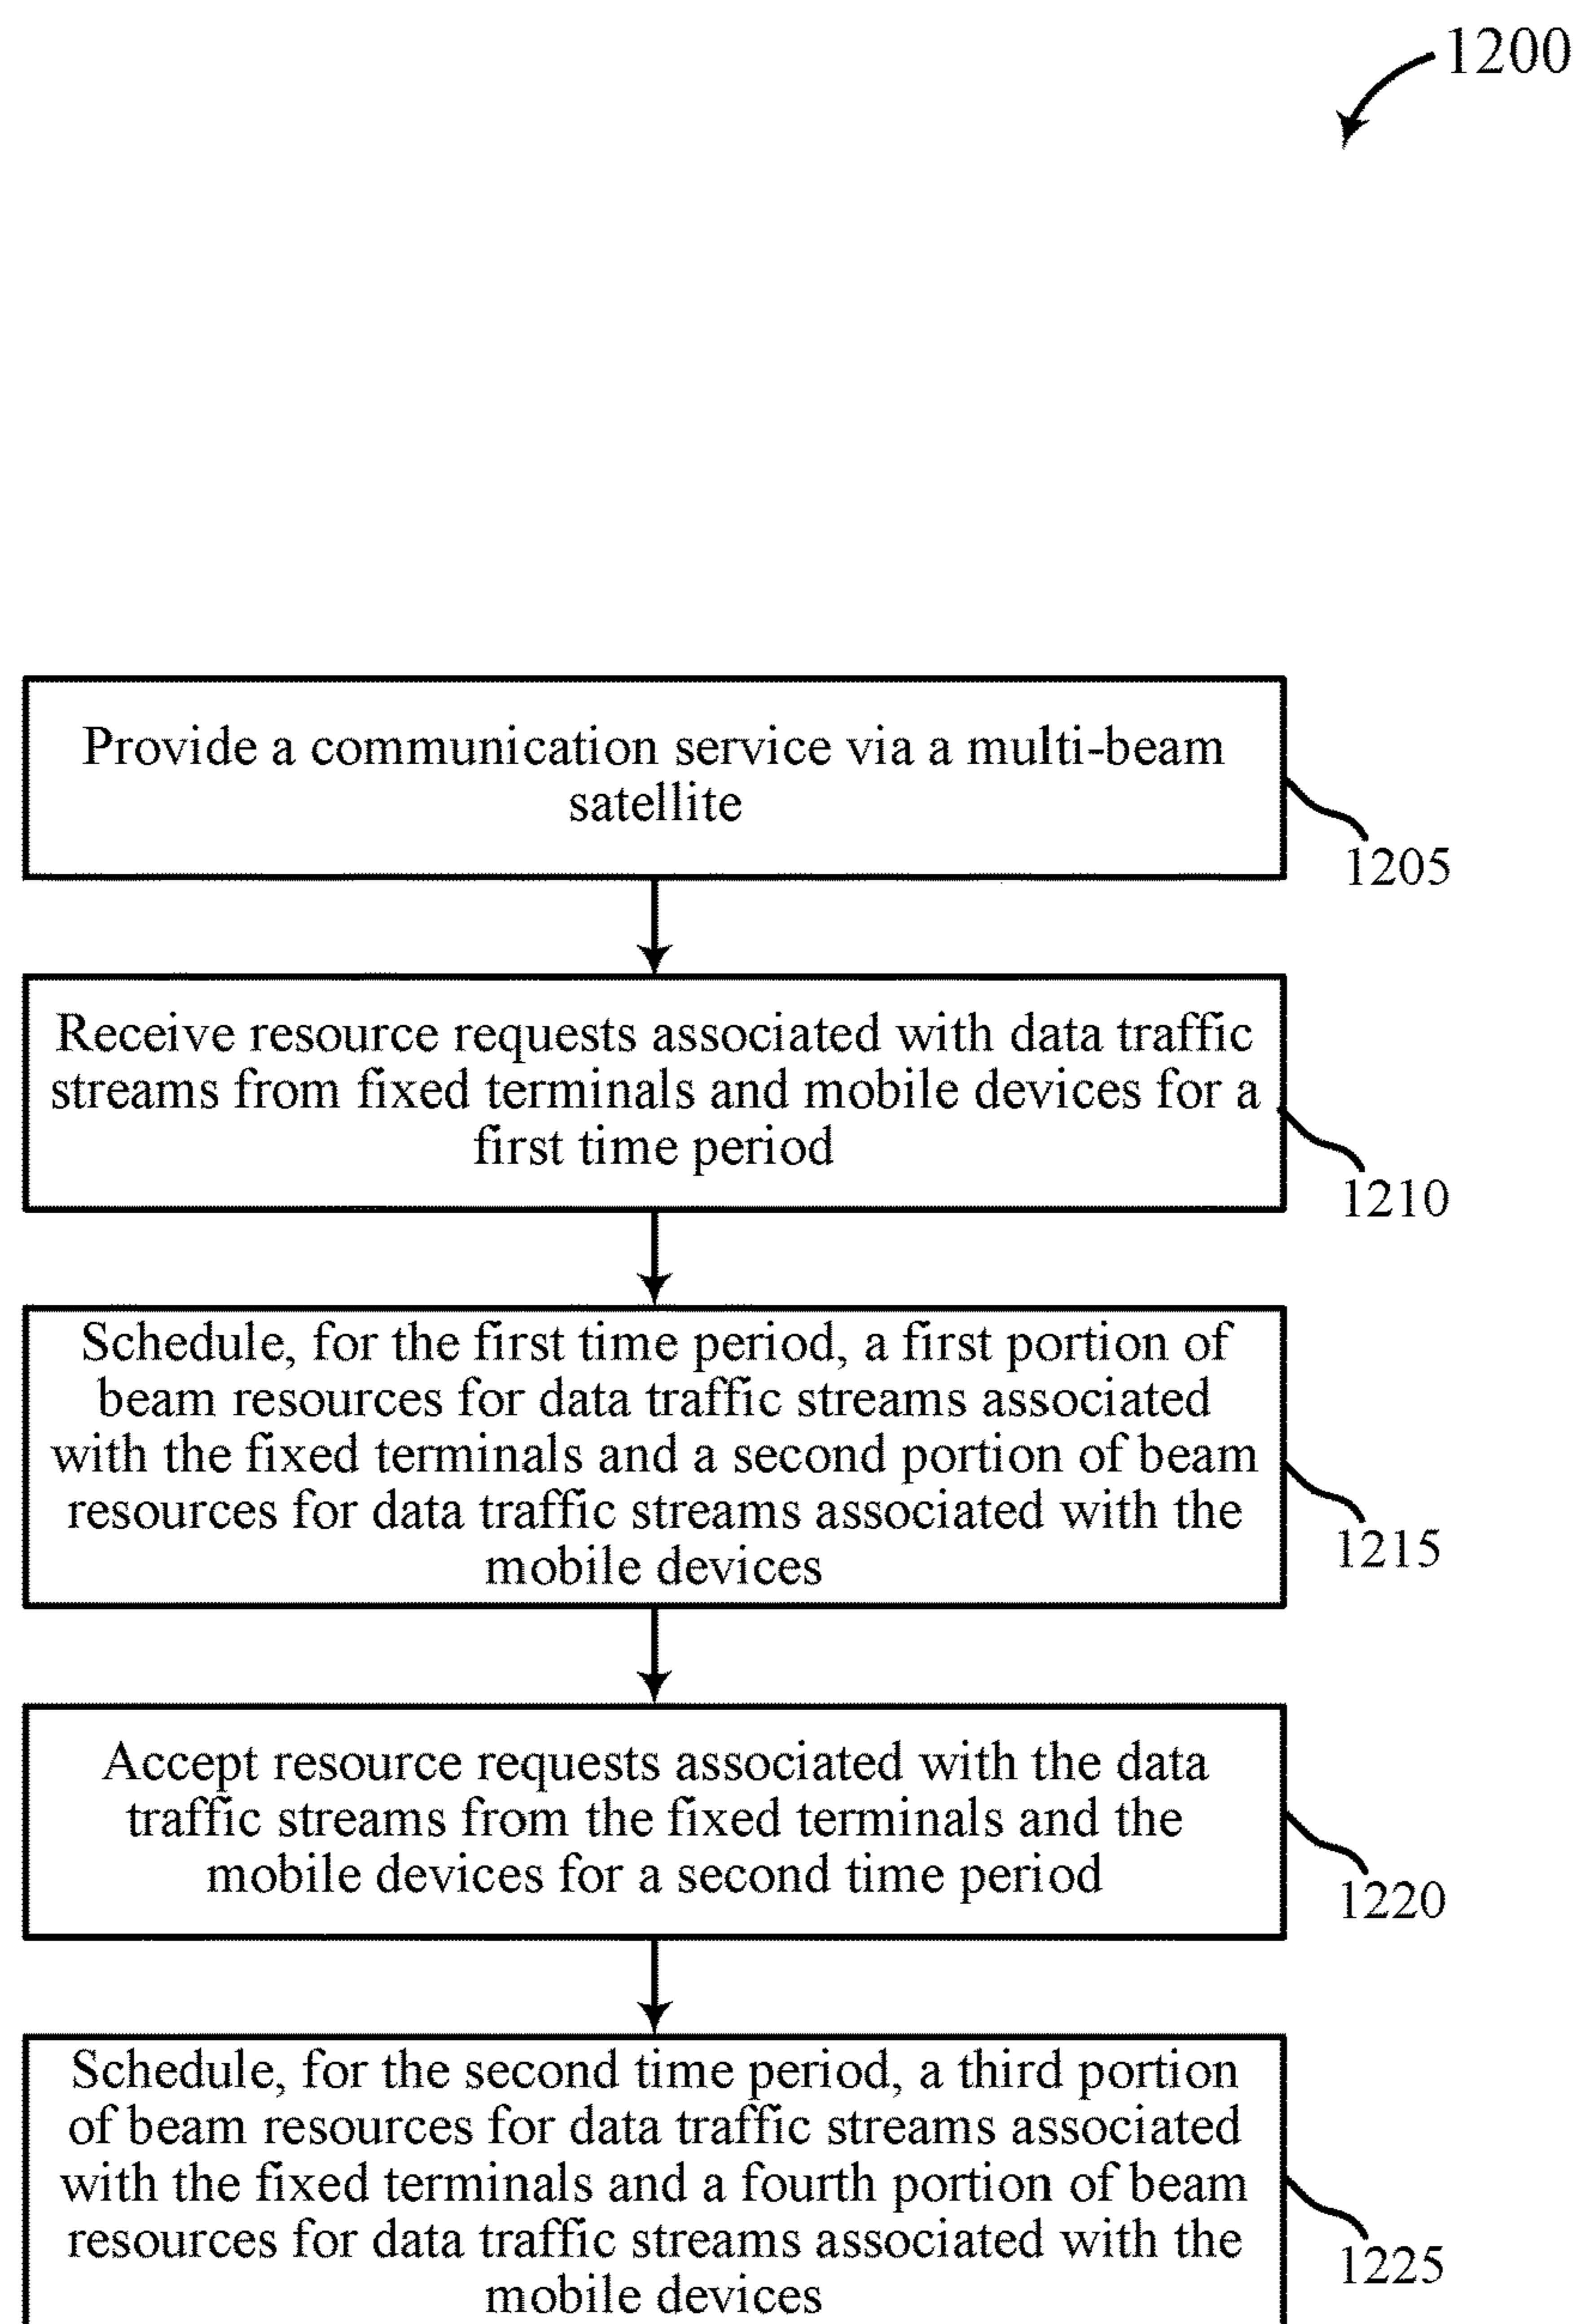 1200
Provide a communication service via a multi-beam
satellite
1205
Receive resource requests associated with data traffic
streams from fixed terminals and mobile devices for a
first time period
1210
Schedule, for the first time period, a first portion of
beam resources for data traffic streams associated
with the fixed terminals and a second portion of beam
resources for data traffic streams associated with the
mobile devices
1215
Accept resource requests associated with the data
traffic streams from the fixed terminals and the
mobile devices for a second time period
1220
Schedule, for the second time period, a third portion
of beam resources for data traffic streams associated
with the fixed terminals and a fourth portion of beam
resources for data traffic streams associated with the
mobile devices
1225